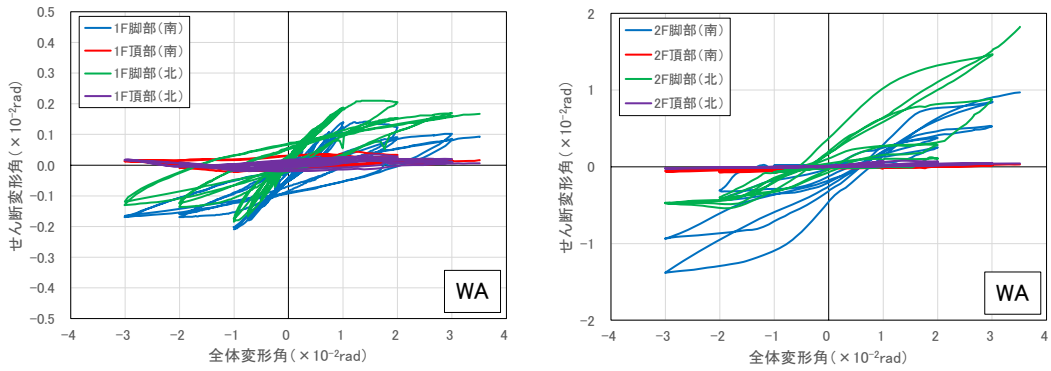 0.5
0.4
0.3
0.2
0.1
0.0
-0.1
-0.2
-0.3
-0.4
-0.5
せん断変形角(×10⁻²rad)
1F脚部(南)
1F頂部(南)
1F脚部(北)
1F頂部(北)
WA
-4 -3 -2 -1 0 1 2 3 4
全体変形角(×10⁻²rad)
2
1
0
-1
-2
せん断変形角(×10⁻²rad)
2F脚部(南)
2F頂部(南)
2F脚部(北)
2F頂部(北)
WA
-4 -3 -2 -1 0 1 2 3 4
全体変形角(×10⁻²rad)